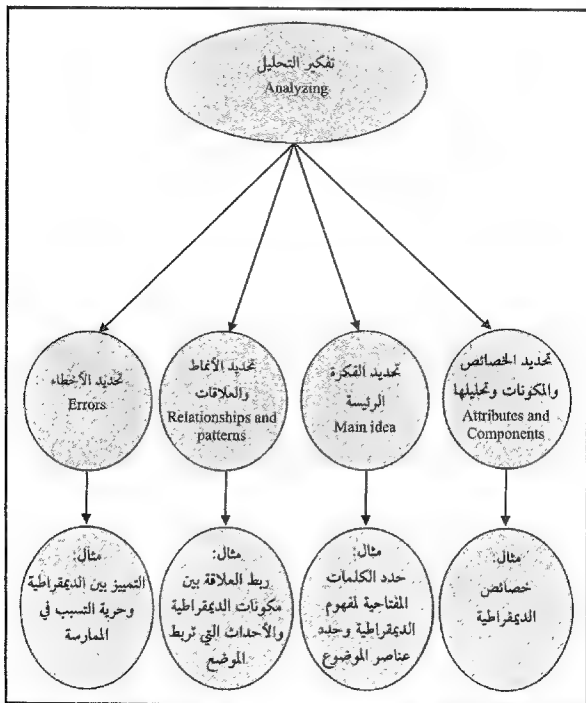 تفكير التحليل
Analyzing
تحديد الخصائص
والمكونات وتحليلها
Attributes and
Components
تحديد الفكرة
الرئيسة
Main idea
تحديد الأنماط
والعلاقات
Relationships and
patterns
تحديد الأخطاء
Errors
مثال:
خصائص
الديمقراطية
مثال:
حدد الكلمات
المفتاحية لمفهوم
الديمقراطية وحدد
عناصر الموضوع
مثال:
ربط العلاقة بين
مكونات الديمقراطية
والأحداث التي تربط
الموضع
مثال:
التمييز بين الديمقراطية
وحرية التسبب في
الممارسة